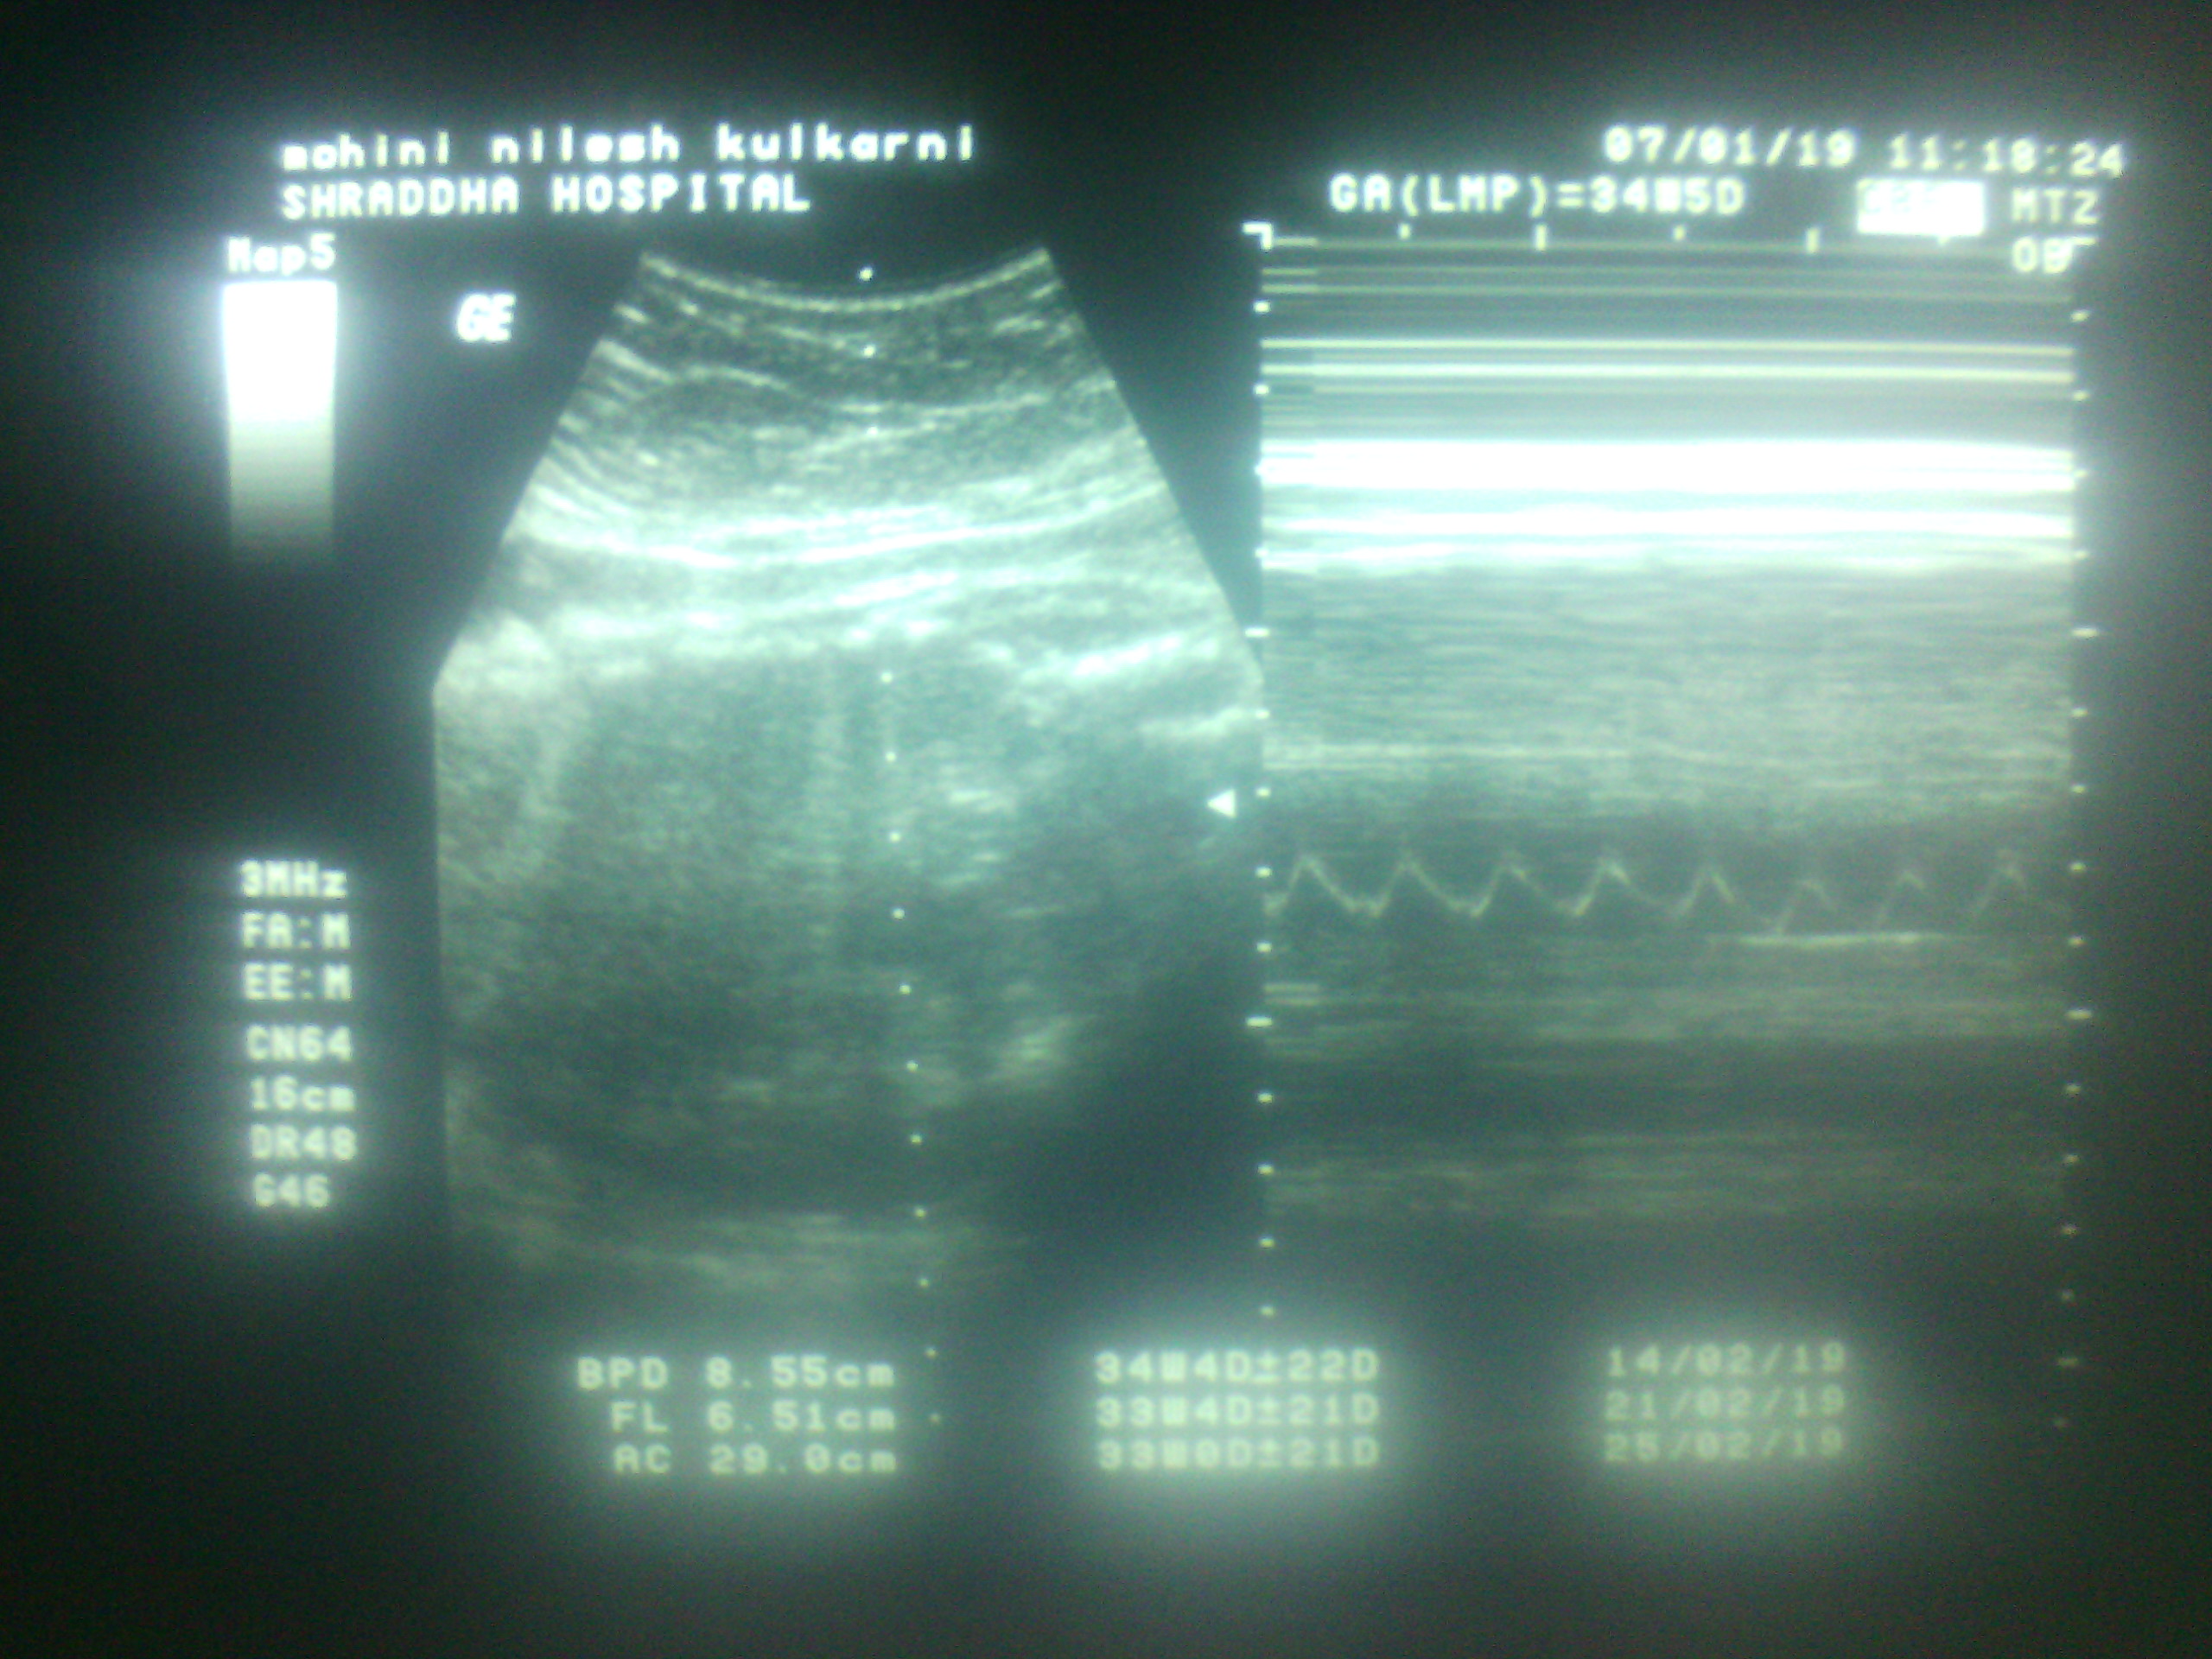 mohini nilesh kulkarni
SHRADDHA HOSPITAL
07/01/19 11:18:24
GA(LMP)=34W5D
MTZ
OB
Map5
GE
3MHz
FA:M
EE:M
CN64
16cm
DR48
G46
BPD 8.55cm 34W4D±22D 14/02/19
FL 6.51cm 33W4D±21D 21/02/19
AC 29.0cm 33W0D±21D 25/02/19